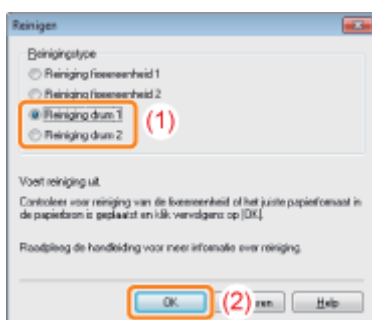 Reinigen
Reinigingstype
Reiniging fixeereenheid 1
Reiniging fixeereenheid 2
Reiniging drum 1
(1)
Reiniging drum 2
Voert reiniging uit.
Controleer voor reiniging van de fixeereenheid of het juiste papierformaat in
de papierbron is geplaatst en klik vervolgens op [OK].
Raadpleeg de handleiding voor meer informatie over reiniging.
OK (2) Help